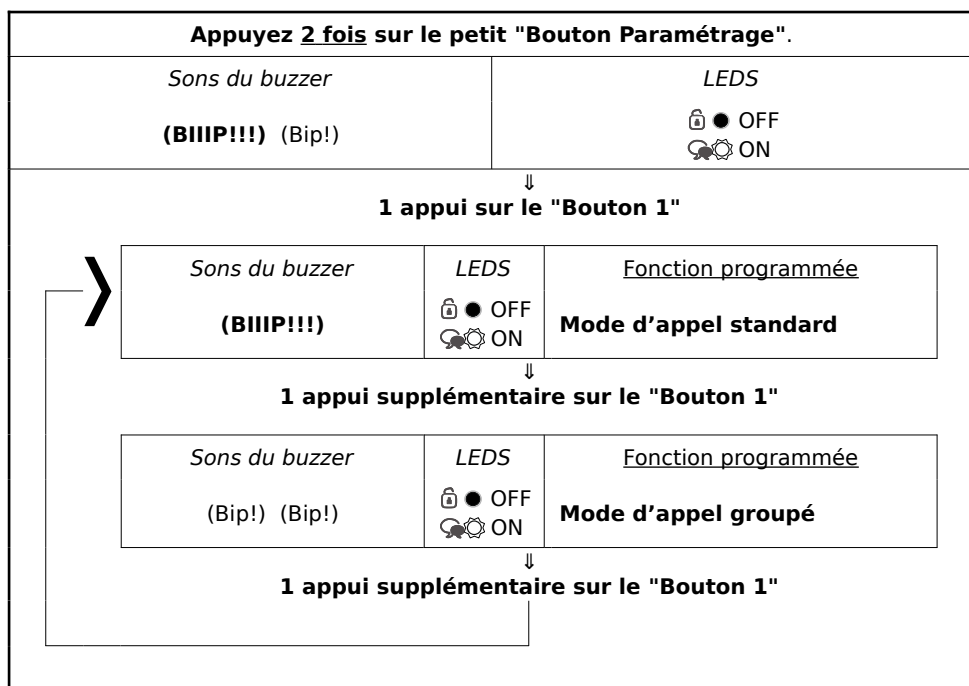 Appuyez 2 fois sur le petit "Bouton Paramétrage".
Sons du buzzer LEDS
(BIIIP!!!) (Bip!)
OFF
ON
⇓
1 appui sur le "Bouton 1"
Sons du buzzer LEDS Fonction programmée
(BIIIP!!!)
OFF
ON
Mode d’appel standard
⇓
1 appui supplémentaire sur le "Bouton 1"
Sons du buzzer LEDS Fonction programmée
(Bip!) (Bip!)
OFF
ON
Mode d’appel groupé
⇓
1 appui supplémentaire sur le "Bouton 1"